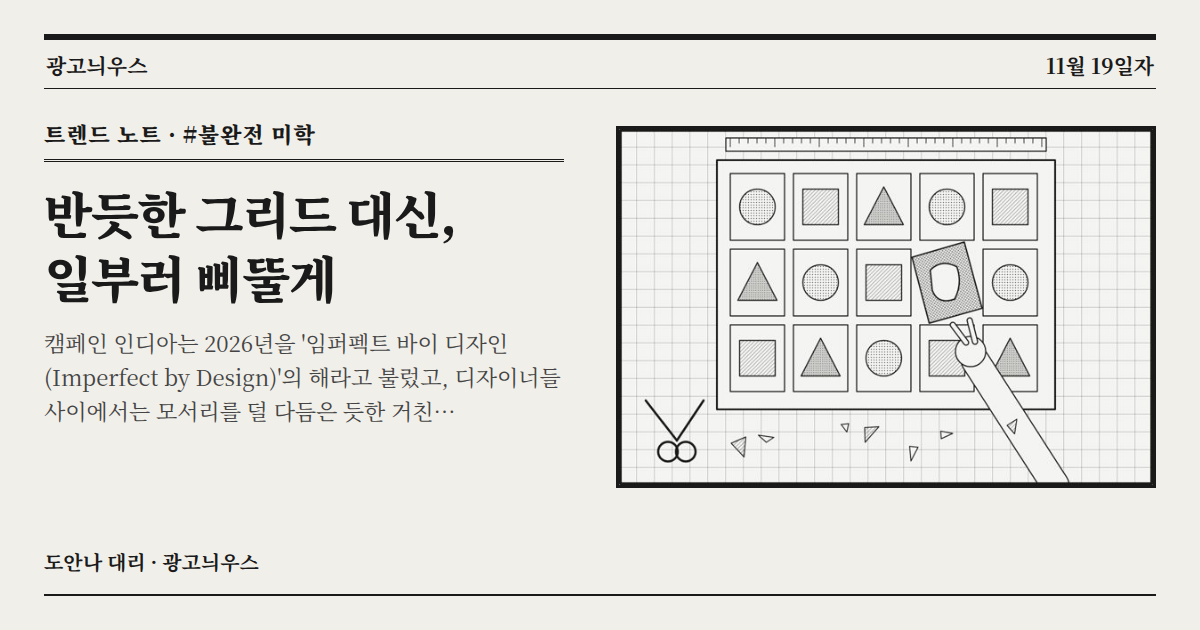 광고늬우스
11월 19일자
트렌드 노트 · #불완전 미학
반듯한 그리드 대신,
일부러 삐뚤게
캠페인 인디아는 2026년을 '임퍼펙트 바이 디자인
(Imperfect by Design)'의 해라고 불렀고, 디자이너들
사이에서는 모서리를 덜 다듬은 듯한 거친…
도안나 대리 · 광고늬우스